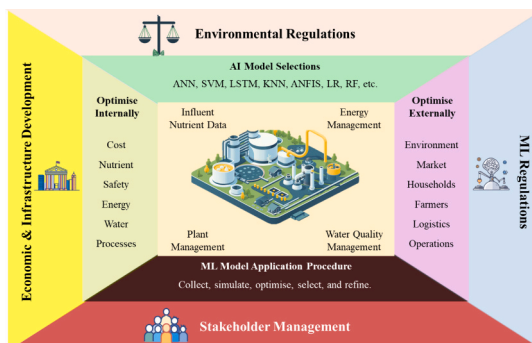 Environmental Regulations
AI Model Selections
ANN, SVM, LSTM, KNN, ANFIS, LR, RF, etc.
Economic & Infrastructure Development
Optimise
Internally
Cost
Nutrient
Safety
Energy
Water
Processes
Influent
Nutrient Data
Energy
Management
Plant
Management
Water Quality
Management
Optimise
Externally
Environment
Market
Households
Farmers
Logistics
Operations
ML Regulations
ML Model Application Procedure
Collect, simulate, optimise, select, and refine.
Stakeholder Management